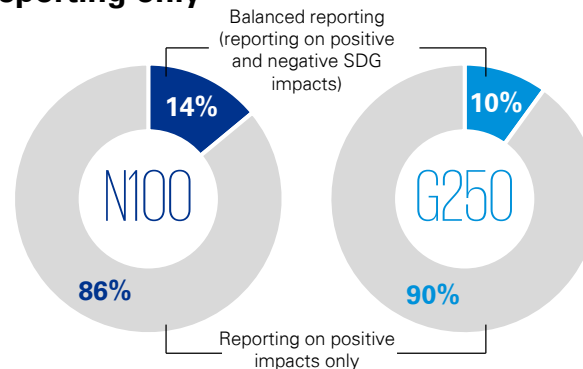 reporting only
Balanced reporting
(reporting on positive
and negative SDG
impacts)
14%
10%
N100
G250
86%
90%
Reporting on positive
impacts only